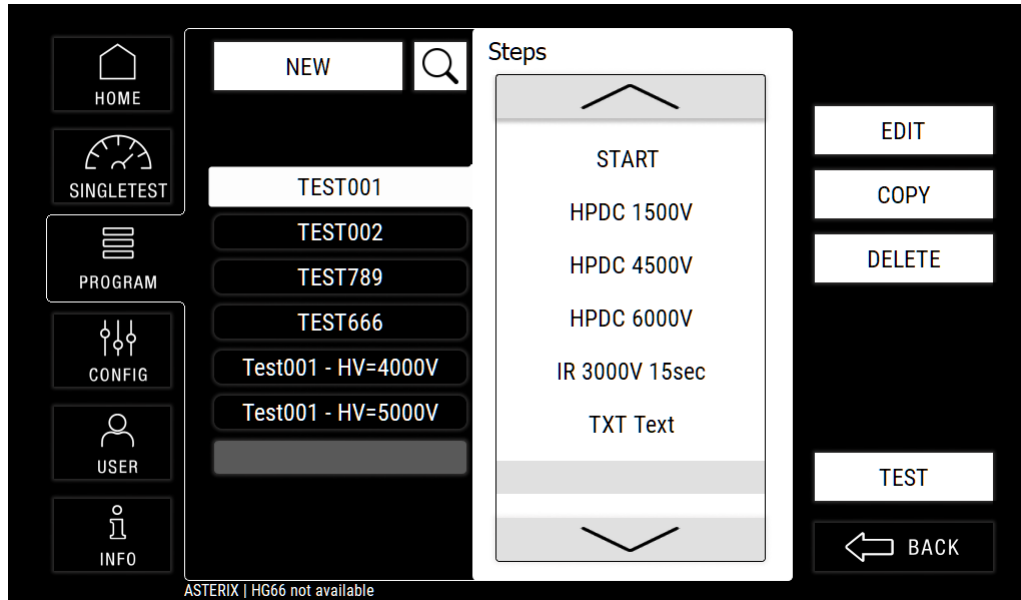 HOME
SINGLETEST
PROGRAM
CONFIG
USER
INFO
NEW
TEST001
TEST002
TEST789
TEST666
Test001 - HV=4000V
Test001 - HV=5000V
Steps
START
HPDC 1500V
HPDC 4500V
HPDC 6000V
IR 3000V 15sec
TXT Text
EDIT
COPY
DELETE
TEST
BACK
ASTERIX | HG66 not available